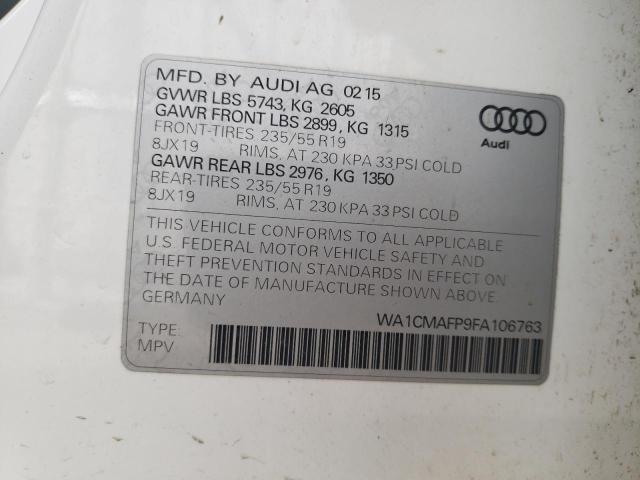 MFD. BY AUDI AG 02 15
GVWR LBS 5743, KG 2605
GAWR FRONT LBS 2899, KG 1315
FRONT-TIRES 235/55 R19
8JX19 RIMS, AT 230 KPA 33 PSI COLD
GAWR REAR LBS 2976, KG 1350
REAR-TIRES 235/55 R19
8JX19 RIMS, AT 230 KPA 33 PSI COLD
Audi
THIS VEHICLE CONFORMS TO ALL APPLICABLE
U.S. FEDERAL MOTOR VEHICLE SAFETY AND
THEFT PREVENTION STANDARDS IN EFFECT ON
THE DATE OF MANUFACTURE SHOWN ABOVE.
GERMANY
WA1CMAFP9FA106763
TYPE:
MPV